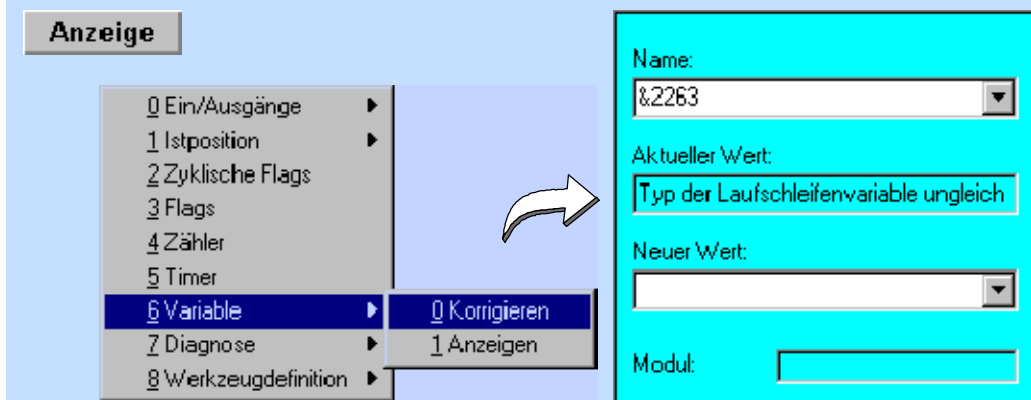 Anzeige
0 Ein/Ausgänge
1 Istposition
2 Zyklische Flags
3 Flags
4 Zähler
5 Timer
6 Variable
7 Diagnose
8 Werkzeugdefinition
0 Korrigieren
1 Anzeigen
Name:
&2263
Aktueller Wert:
Typ der Laufschleifenvariable ungleich
Neuer Wert:
Modul: